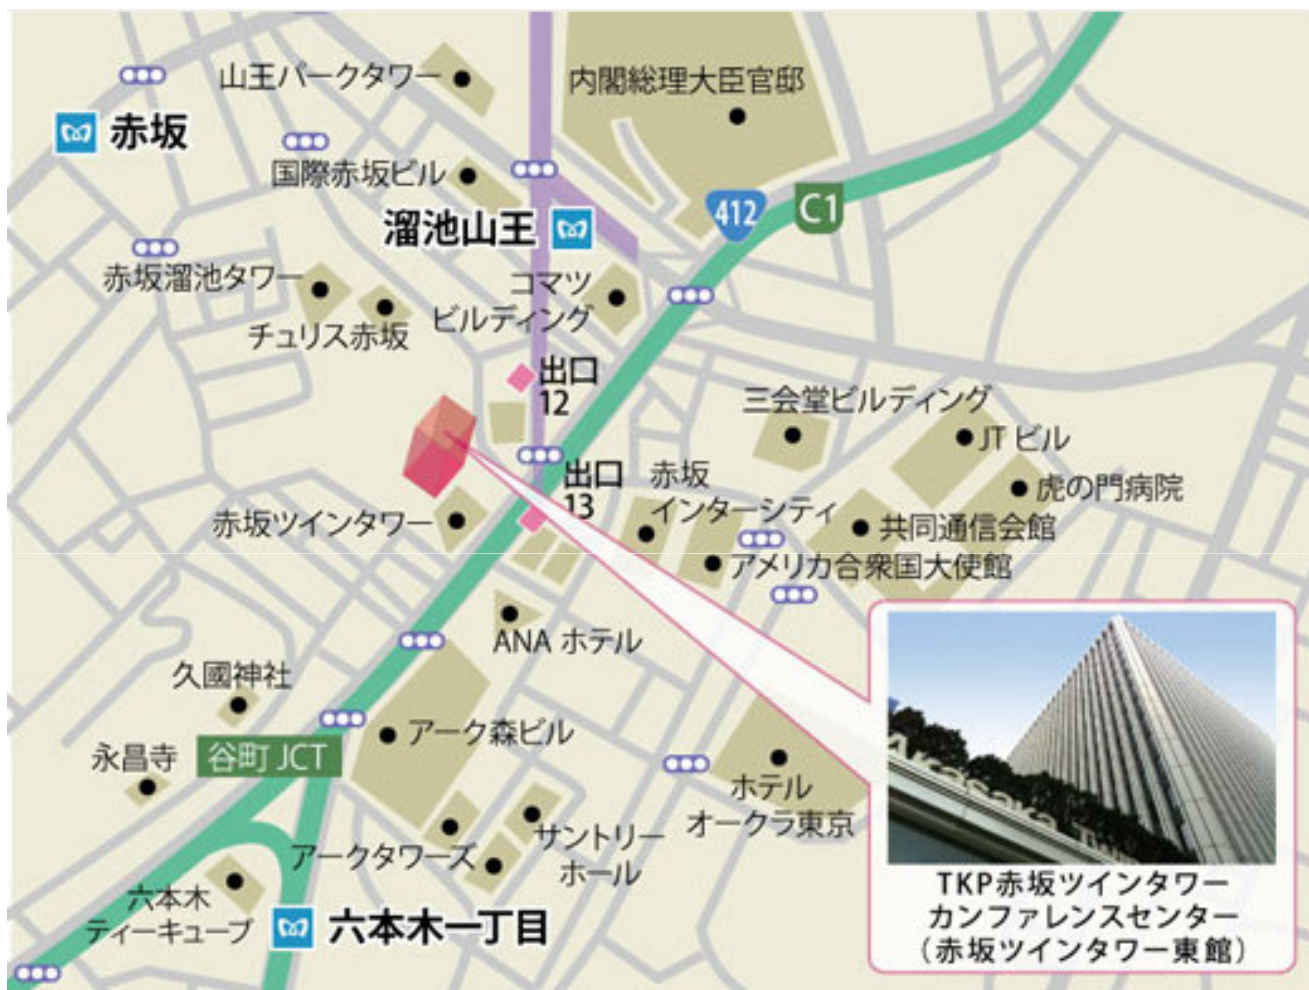 山王パークタワー
内閣総理大臣官邸
赤坂
国際赤坂ビル
溜池山王
412
C1
赤坂溜池タワー
チュリス赤坂
コマツ
ビルディング
出口
12
三会堂ビルディング
JT ビル
出口
13
赤坂
インターシティ
虎の門病院
赤坂ツインタワー
共同通信会館
アメリカ合衆国大使館
ANA ホテル
久國神社
アーク森ビル
永昌寺
谷町 JCT
ホテル
オークラ東京
サントリー
ホール
アークタワーズ
六本木
ティーキューブ
六本木一丁目
Akasaka Twin
TKP赤坂ツインタワー
カンファレンスセンター
(赤坂ツインタワー東館)